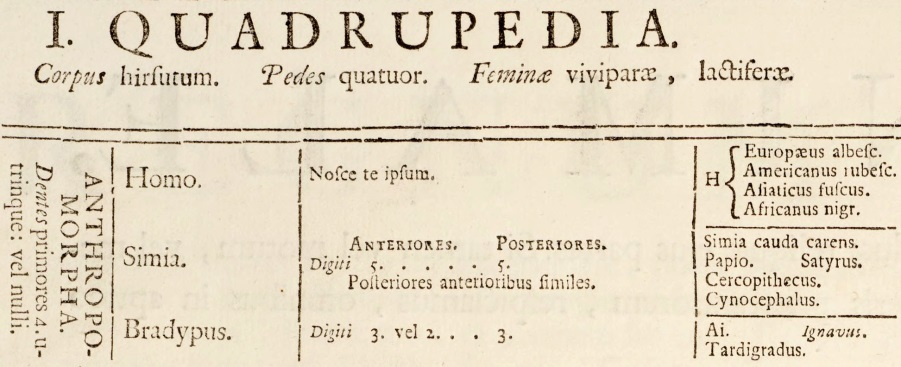 I. QUADRUPEDIA.
Corpus hirſutum. Pedes quatuor. Feminæ viviparæ, lactiferæ.
ANTHROPO-
MORPHA.
Dentes primores 4. u-
trinque: vel nulli.
Homo.
Noſce te ipſum.
H { Europæus albeſc.
Americanus rubeſc.
Aſiaticus fuſcus.
Africanus nigr.
Simia.
ANTERIORES. POSTERIORES.
Digiti 5. . . . . . 5.
Poſteriores anterioribus ſimiles.
Simia cauda carens.
Papio. Satyrus.
Cercopithecus.
Cynocephalus.
Bradypus.
Digiti 3. vel 2. . . 3.
Ai. Ignavus.
Tardigradus.